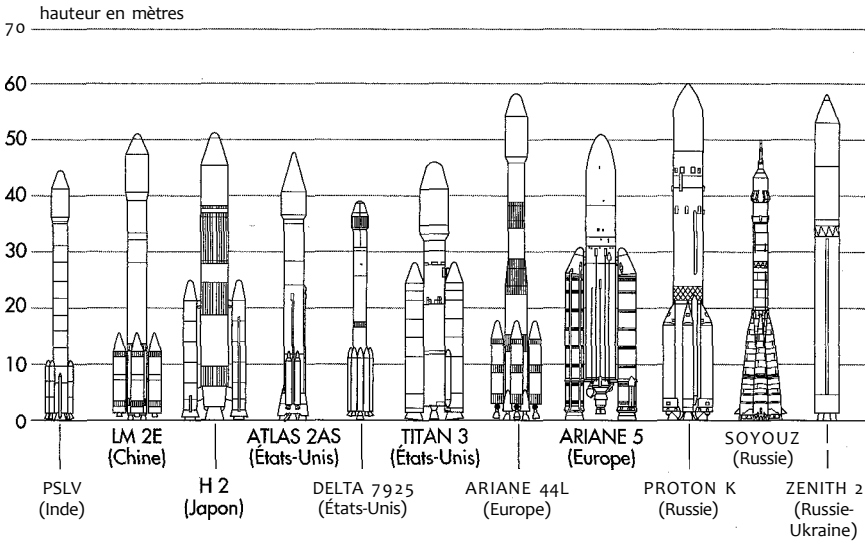 hauteur en mètres
70
60
50
40
30
20
10
0
LM 2E
(Chine)
ATLAS 2AS
(États-Unis)
TITAN 3
(États-Unis)
ARIANE 5
(Europe)
SOYOUZ
(Russie)
PSLV
(Inde)
H 2
(Japon)
DELTA 7925
(États-Unis)
ARIANE 44L
(Europe)
PROTON K
(Russie)
ZENITH 2
(Russie-
Ukraine)